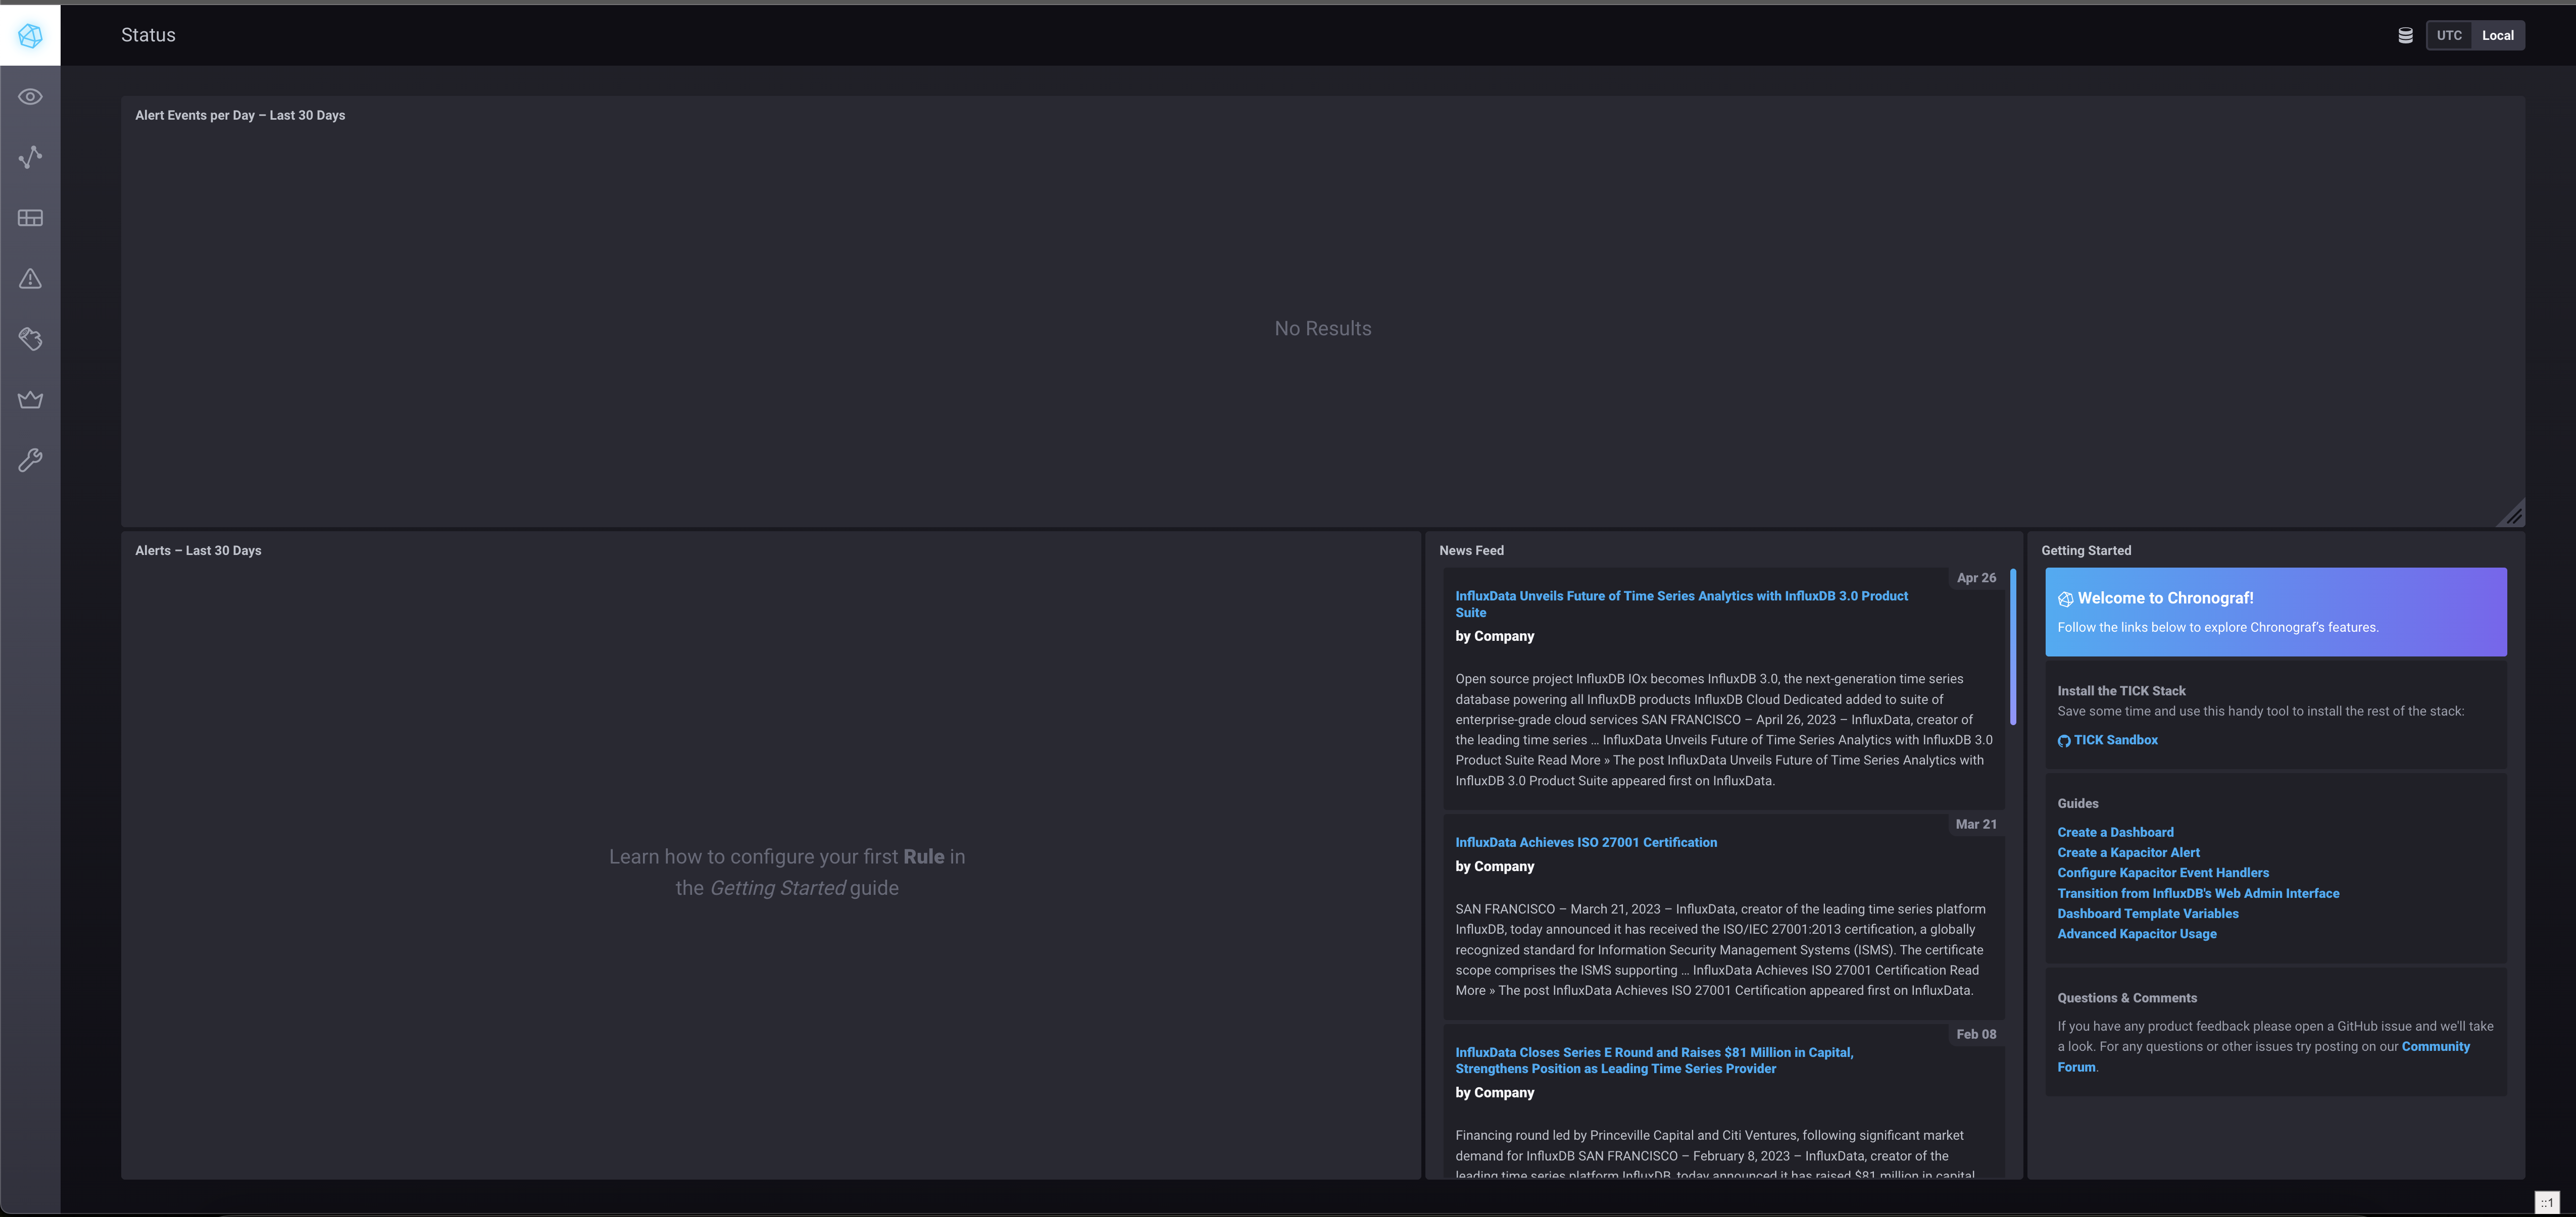 Status
UTC
Local
Alert Events per Day – Last 30 Days
No Results
Alerts – Last 30 Days
Learn how to configure your first Rule in
the Getting Started guide
News Feed
Apr 26
InfluxData Unveils Future of Time Series Analytics with InfluxDB 3.0 Product
Suite
by Company
Open source project InfluxDB IOx becomes InfluxDB 3.0, the next-generation time series
database powering all InfluxDB products InfluxDB Cloud Dedicated added to suite of
enterprise-grade cloud services SAN FRANCISCO – April 26, 2023 – InfluxData, creator of
the leading time series … InfluxData Unveils Future of Time Series Analytics with InfluxDB 3.0
Product Suite Read More » The post InfluxData Unveils Future of Time Series Analytics with
InfluxDB 3.0 Product Suite appeared first on InfluxData.
Mar 21
InfluxData Achieves ISO 27001 Certification
by Company
SAN FRANCISCO – March 21, 2023 – InfluxData, creator of the leading time series platform
InfluxDB, today announced it has received the ISO/IEC 27001:2013 certification, a globally
recognized standard for Information Security Management Systems (ISMS). The certificate
scope comprises the ISMS supporting … InfluxData Achieves ISO 27001 Certification Read
More » The post InfluxData Achieves ISO 27001 Certification appeared first on InfluxData.
Feb 08
InfluxData Closes Series E Round and Raises $81 Million in Capital,
Strengthens Position as Leading Time Series Provider
by Company
Financing round led by Princeville Capital and Citi Ventures, following significant market
demand for InfluxDB SAN FRANCISCO – February 8, 2023 – InfluxData, creator of the
leading time series platform InfluxDB, today announced it has raised $81 million in capital
Getting Started
Welcome to Chronograf!
Follow the links below to explore Chronograf's features.
Install the TICK Stack
Save some time and use this handy tool to install the rest of the stack:
TICK Sandbox
Guides
Create a Dashboard
Create a Kapacitor Alert
Configure Kapacitor Event Handlers
Transition from InfluxDB's Web Admin Interface
Dashboard Template Variables
Advanced Kapacitor Usage
Questions & Comments
If you have any product feedback please open a GitHub issue and we'll take
a look. For any questions or other issues try posting on our Community
Forum.
::1